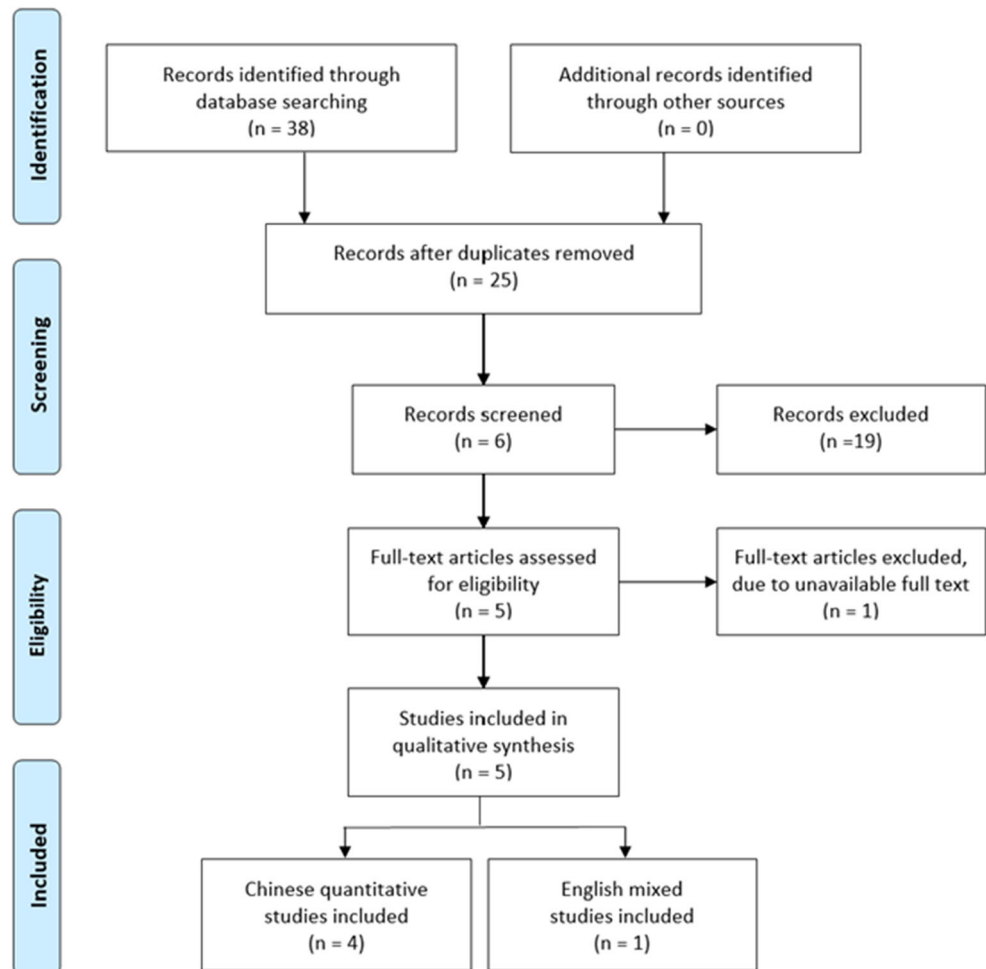 Identification
Records identified through
database searching
(n = 38)
Additional records identified
through other sources
(n = 0)
Records after duplicates removed
(n = 25)
Screening
Records screened
(n = 6)
Records excluded
(n =19)
Eligibility
Full-text articles assessed
for eligibility
(n = 5)
Full-text articles excluded,
due to unavailable full text
(n = 1)
Studies included in
qualitative synthesis
(n = 5)
Included
Chinese quantitative
studies included
(n = 4)
English mixed
studies included
(n = 1)